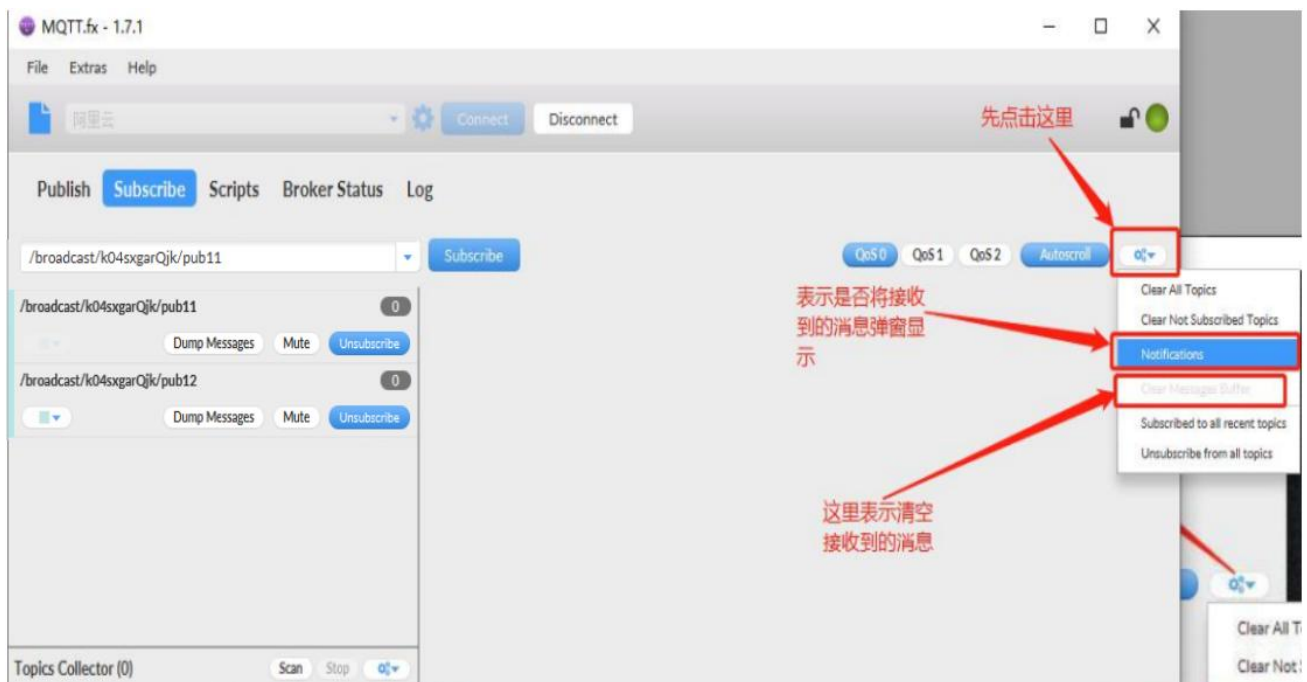 MQTT.fx - 1.7.1
File Extras Help
阿里云 Connect Disconnect
先点击这里
Publish Subscribe Scripts Broker Status Log
/broadcast/k04sxgarQjk/pub11 Subscribe QoS 0 QoS 1 QoS 2 Autoscroll
/broadcast/k04sxgarQjk/pub11 0
Dump Messages Mute Unsubscribe
/broadcast/k04sxgarQjk/pub12 0
Dump Messages Mute Unsubscribe
表示是否将接收
到的消息弹窗显
示
Clear All Topics
Clear Not Subscribed Topics
Notifications
Clear Messages Buffer
Subscribed to all recent topics
Unsubscribe from all topics
这里表示清空
接收到的消息
Clear All T
Clear Not
Topics Collector (0) Scan Stop